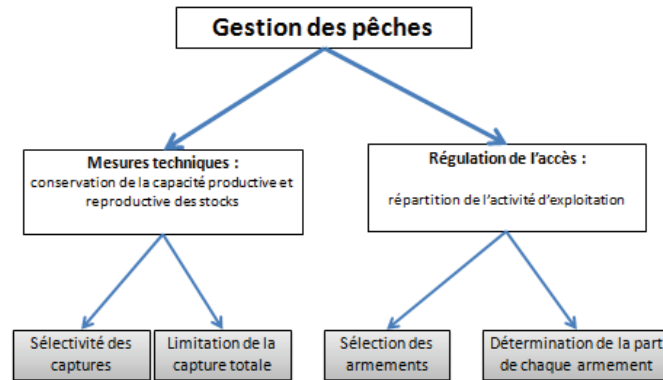 Gestion des pêches
Mesures techniques :
conservation de la capacité productive et
reproductive des stocks
Régulation de l'accès :
répartition de l'activité d'exploitation
Sélectivité des
captures
Limitation de la
capture totale
Sélection des
armements
Détermination de la part
de chaque armement